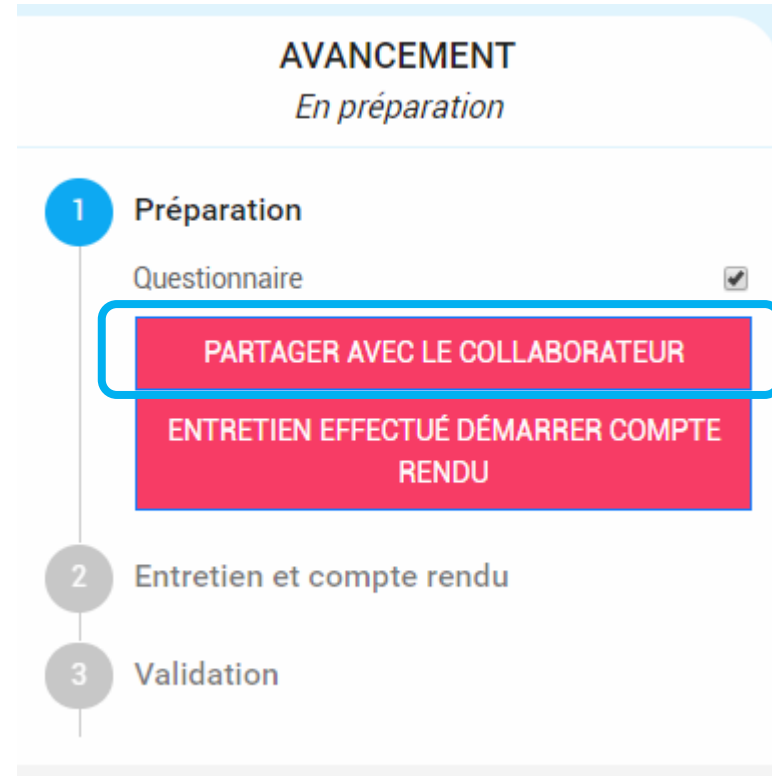 AVANCEMENT
En préparation
1 Préparation
Questionnaire
PARTAGER AVEC LE COLLABORATEUR
ENTRETIEN EFFECTUÉ DÉMARRER COMPTE
RENDU
2 Entretien et compte rendu
3 Validation